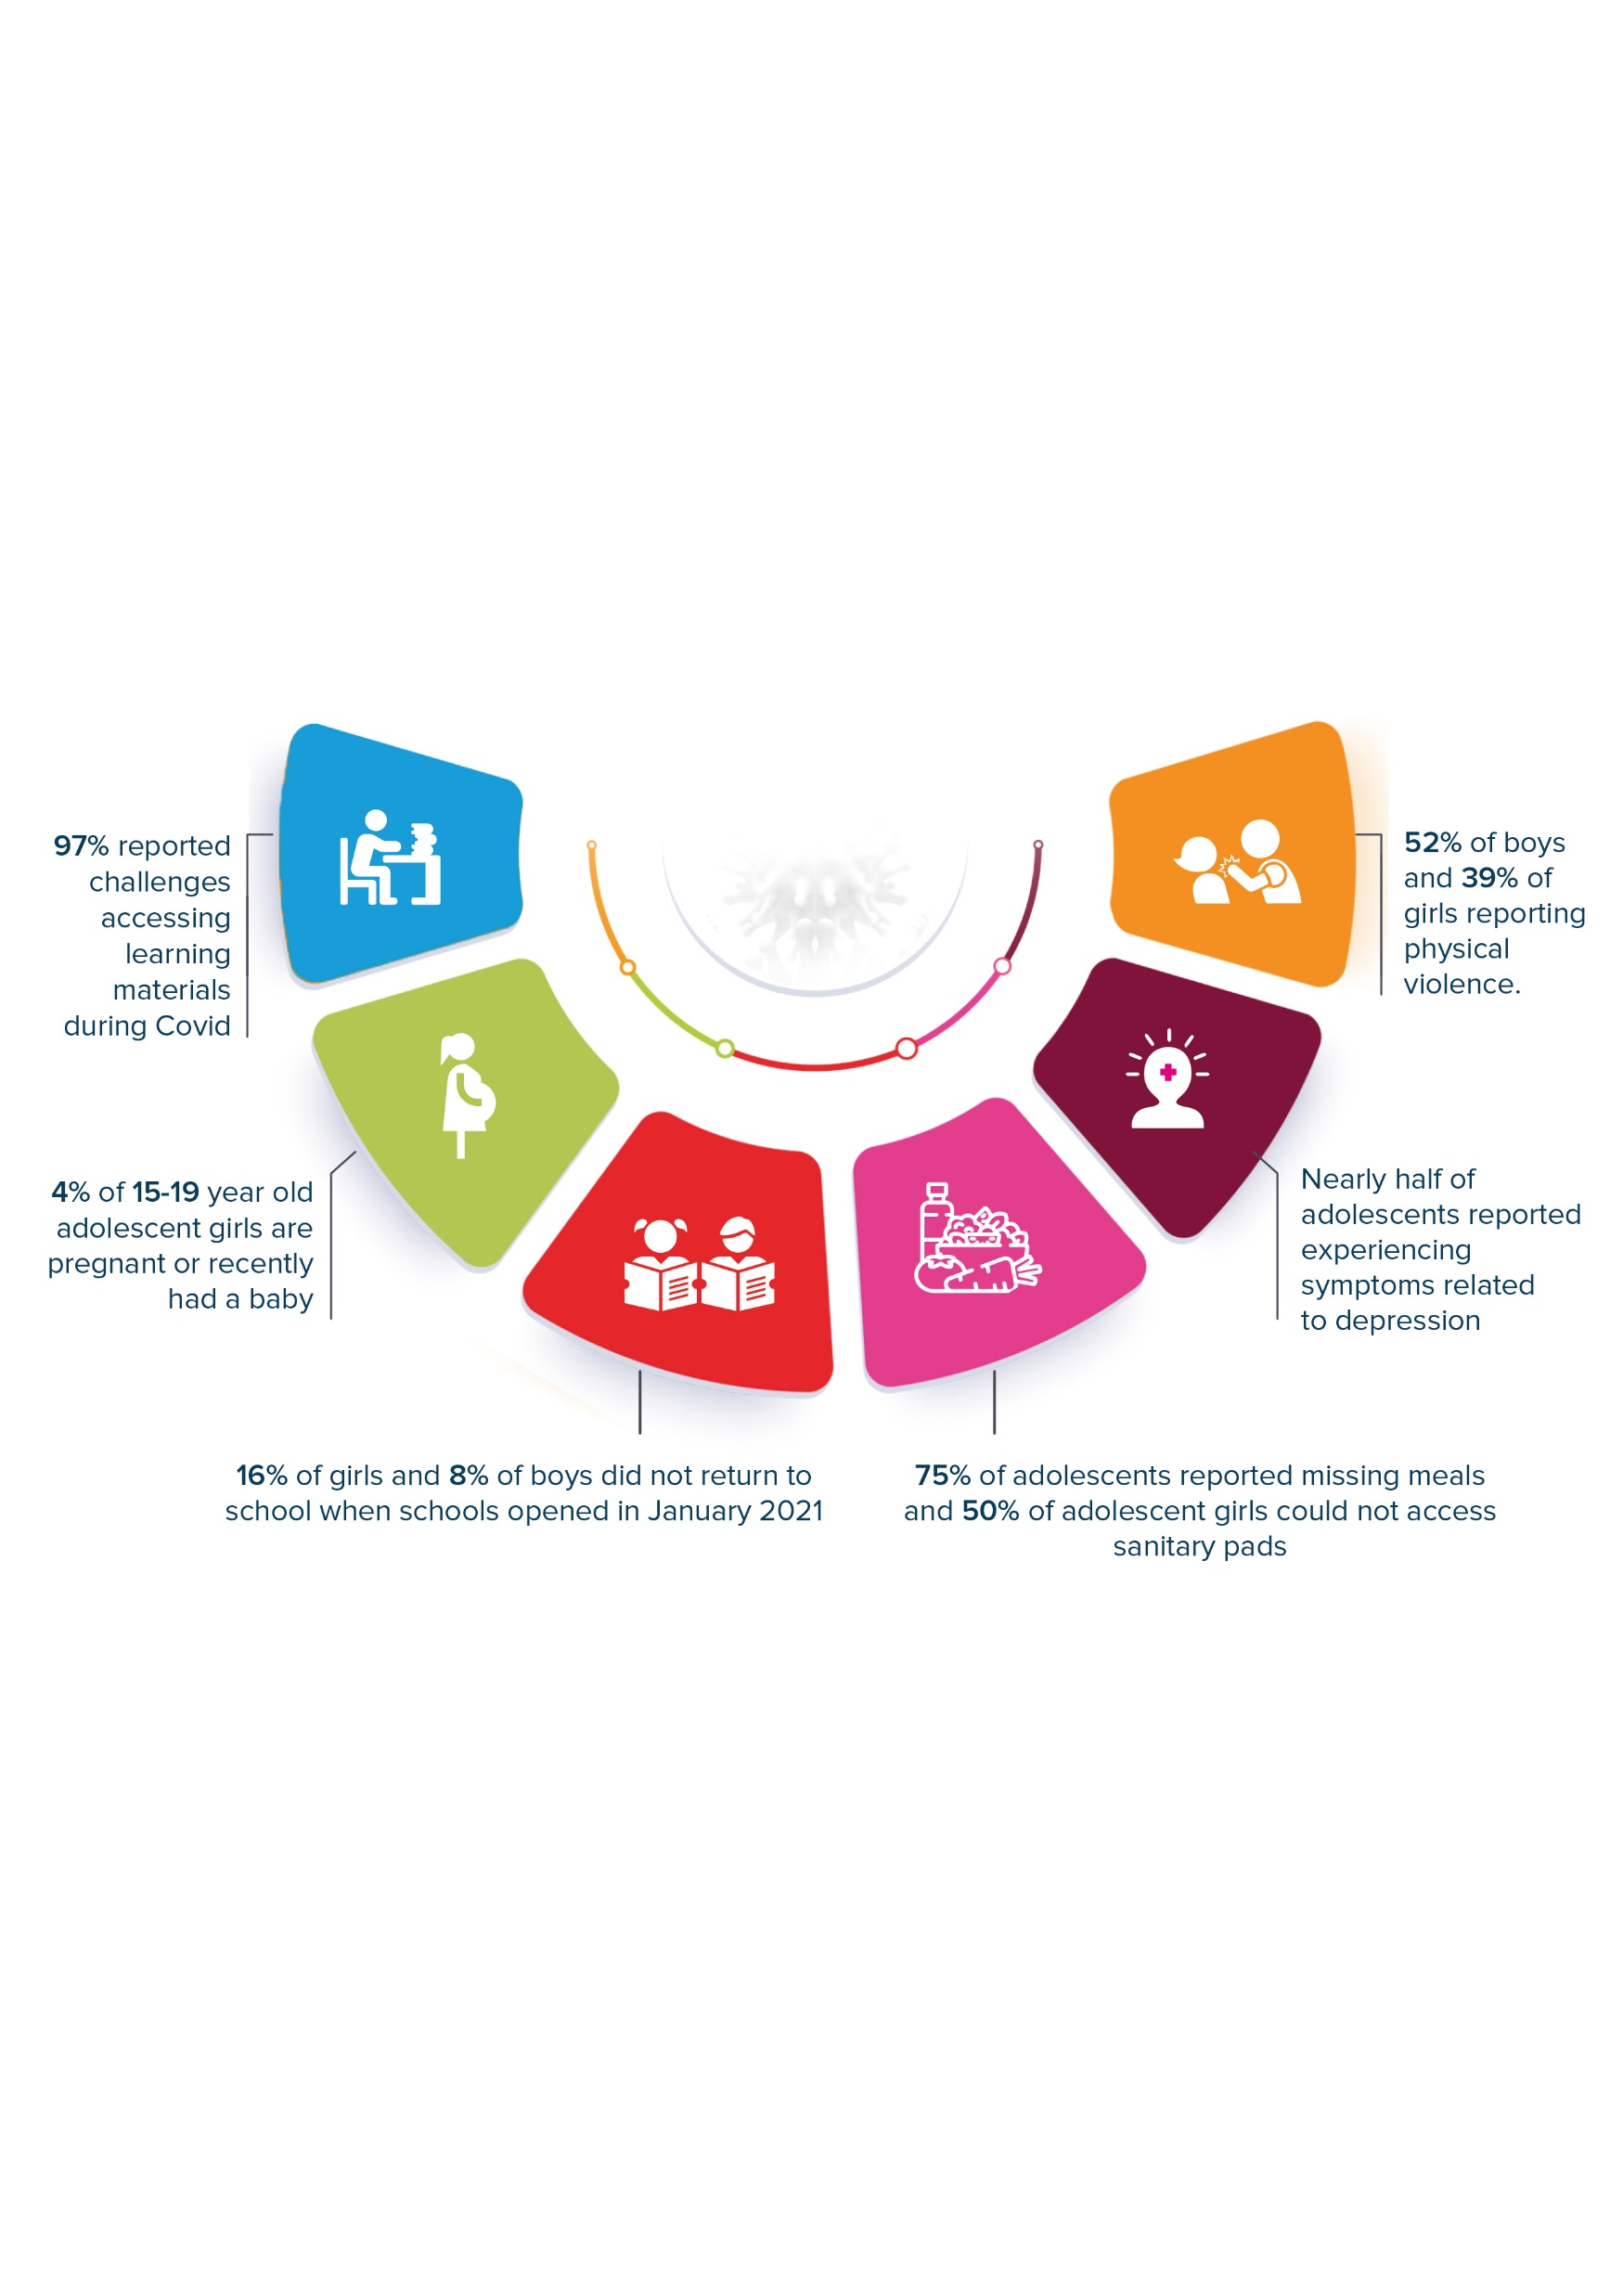 97% reported
challenges
accessing
learning
materials
during Covid
4% of 15-19 year old
adolescent girls are
pregnant or recently
had a baby
16% of girls and 8% of boys did not return to
school when schools opened in January 2021
75% of adolescents reported missing meals
and 50% of adolescent girls could not access
sanitary pads
Nearly half of
adolescents reported
experiencing
symptoms related
to depression
52% of boys
and 39% of
girls reporting
physical
violence.